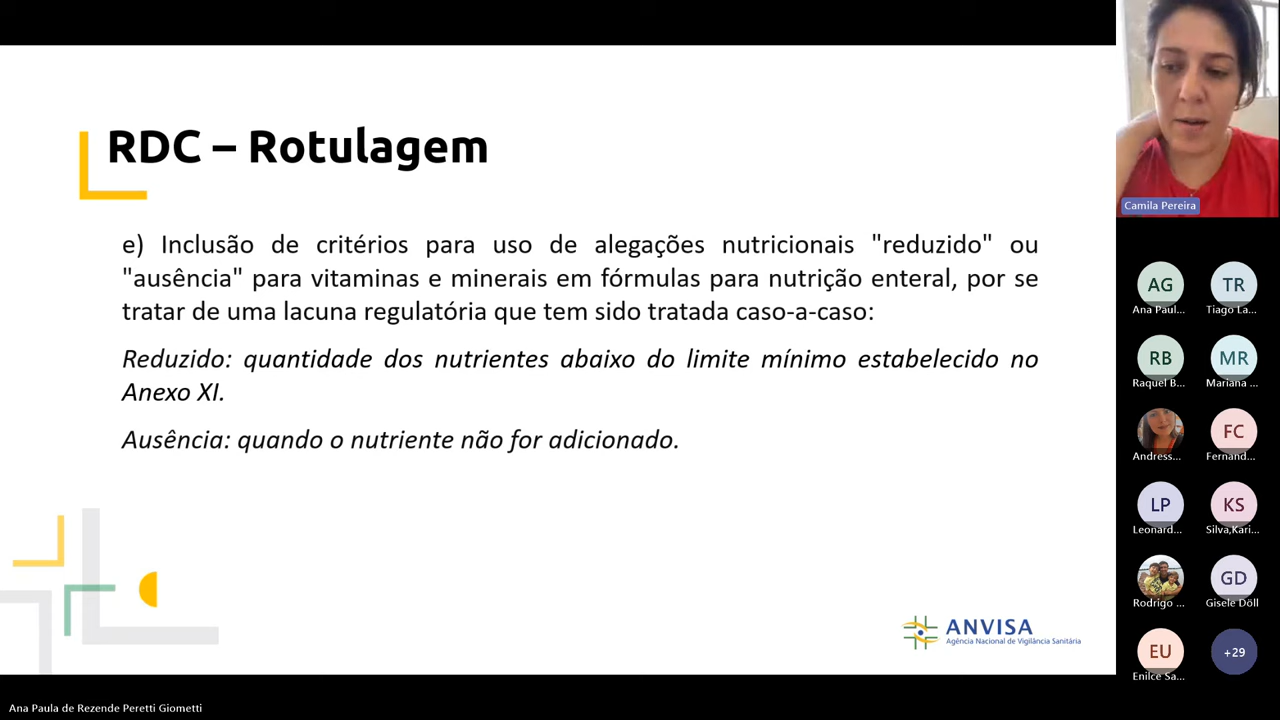 RDC – Rotulagem
e) Inclusão de critérios para uso de alegações nutricionais "reduzido" ou
"ausência" para vitaminas e minerais em fórmulas para nutrição enteral, por se
tratar de uma lacuna regulatória que tem sido tratada caso-a-caso:
Reduzido: quantidade dos nutrientes abaixo do limite mínimo estabelecido no
Anexo XI.
Ausência: quando o nutriente não for adicionado.
ANVISA
Agência Nacional de Vigilância Sanitária
Camila Pereira
AG
TR
Ana Paul...
Tiago La...
RB
MR
Raquel B...
Mariana ...
FC
Andress...
Fernand...
LP
KS
Leonard...
Silva,Kari...
GD
Rodrigo ...
Gisele Döll
EU
+29
Enilce Sa...
Ana Paula de Rezende Peretti Giometti